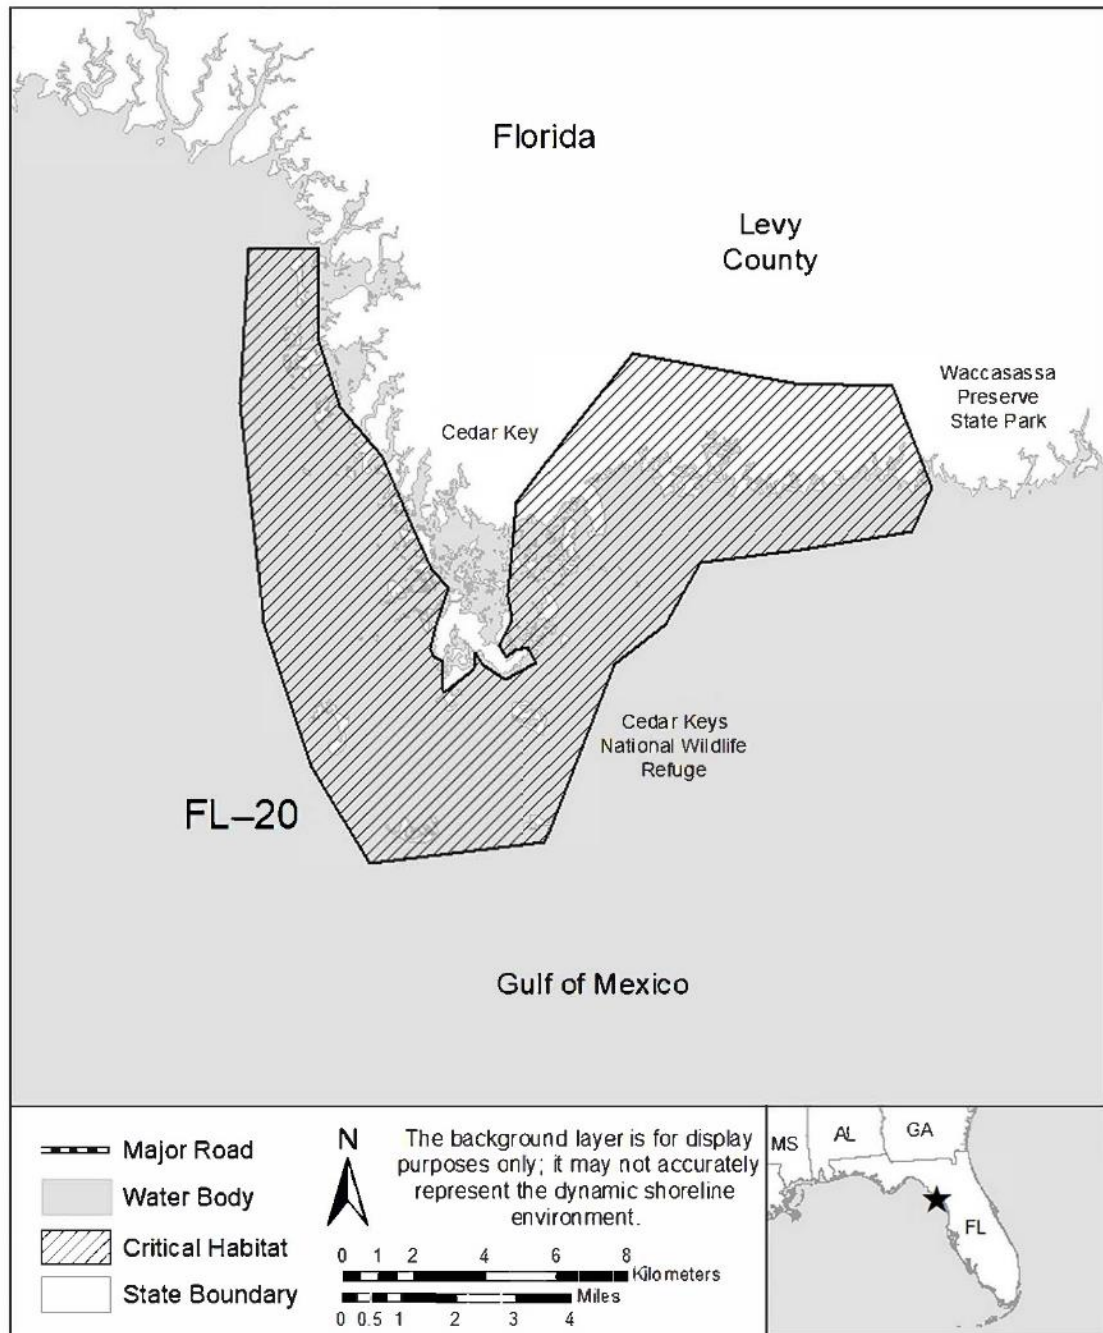 Florida
Levy
County
Waccasassa
Preserve
State Park
Cedar Key
Cedar Keys
National Wildlife
Refuge
FL–20
Gulf of Mexico
Major Road
Water Body
Critical Habitat
State Boundary
N
The background layer is for display
purposes only; it may not accurately
represent the dynamic shoreline
environment.
0 1 2 4 6 8
Kilometers
Miles
0 0.5 1 2 3 4
MS AL GA
FL